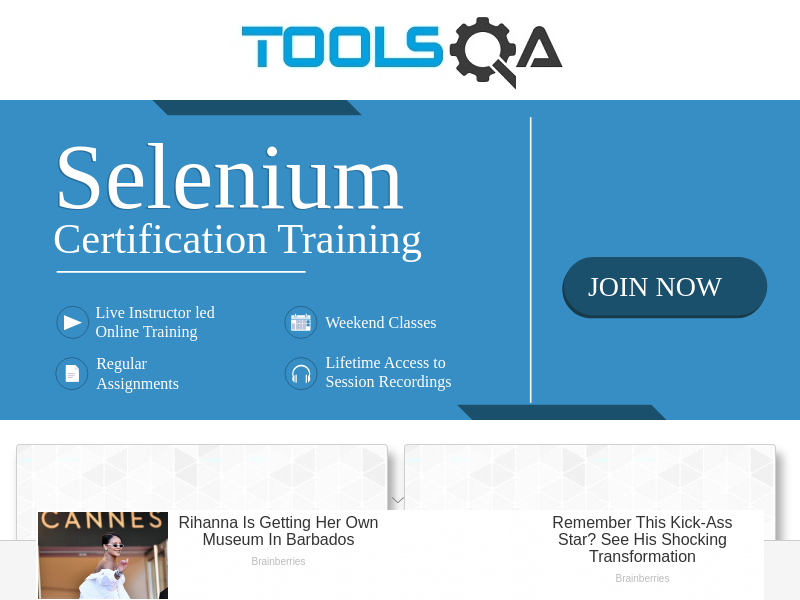 TOOLSQA
Selenium
Certification Training
JOIN NOW
Live Instructor led
Online Training
Weekend Classes
Regular
Assignments
Lifetime Access to
Session Recordings
CANNES
Rihanna Is Getting Her Own
Museum In Barbados
Brainberries
Remember This Kick-Ass
Star? See His Shocking
Transformation
Brainberries